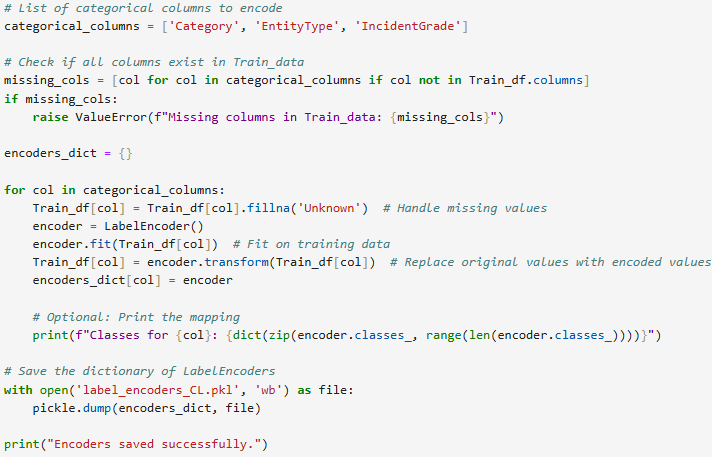 # List of categorical columns to encode
categorical_columns = ['Category', 'EntityType', 'IncidentGrade']

# Check if all columns exist in Train_data
missing_cols = [col for col in categorical_columns if col not in Train_df.columns]
if missing_cols:
    raise ValueError(f"Missing columns in Train_data: {missing_cols}")

encoders_dict = {}

for col in categorical_columns:
    Train_df[col] = Train_df[col].fillna('Unknown')  # Handle missing values
    encoder = LabelEncoder()
    encoder.fit(Train_df[col])  # Fit on training data
    Train_df[col] = encoder.transform(Train_df[col])  # Replace original values with encoded values
    encoders_dict[col] = encoder

    # Optional: Print the mapping
    print(f"Classes for {col}: {dict(zip(encoder.classes_, range(len(encoder.classes_))))}")

# Save the dictionary of LabelEncoders
with open('label_encoders_CL.pkl', 'wb') as file:
    pickle.dump(encoders_dict, file)

print("Encoders saved successfully.")